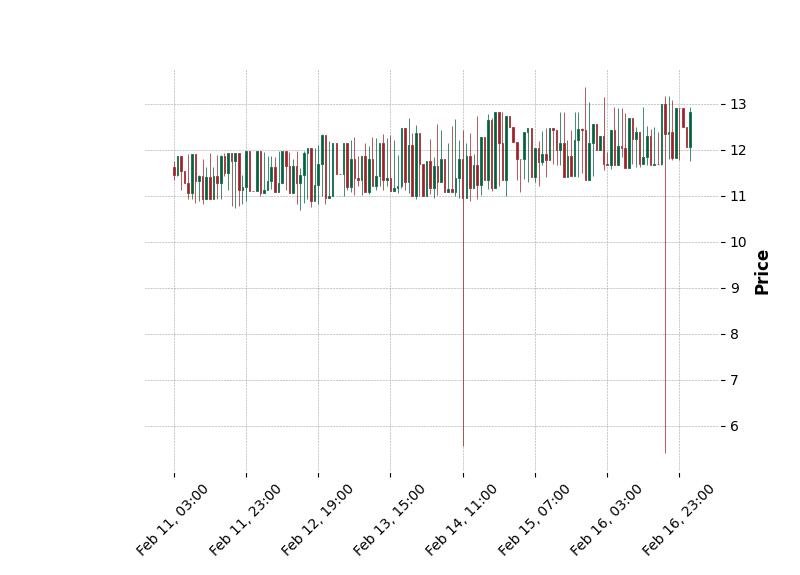 13
12
11
10
9
8
7
6
Price
Feb 11, 03:00
Feb 11, 23:00
Feb 12, 19:00
Feb 13, 15:00
Feb 14, 11:00
Feb 15, 07:00
Feb 16, 03:00
Feb 16, 23:00